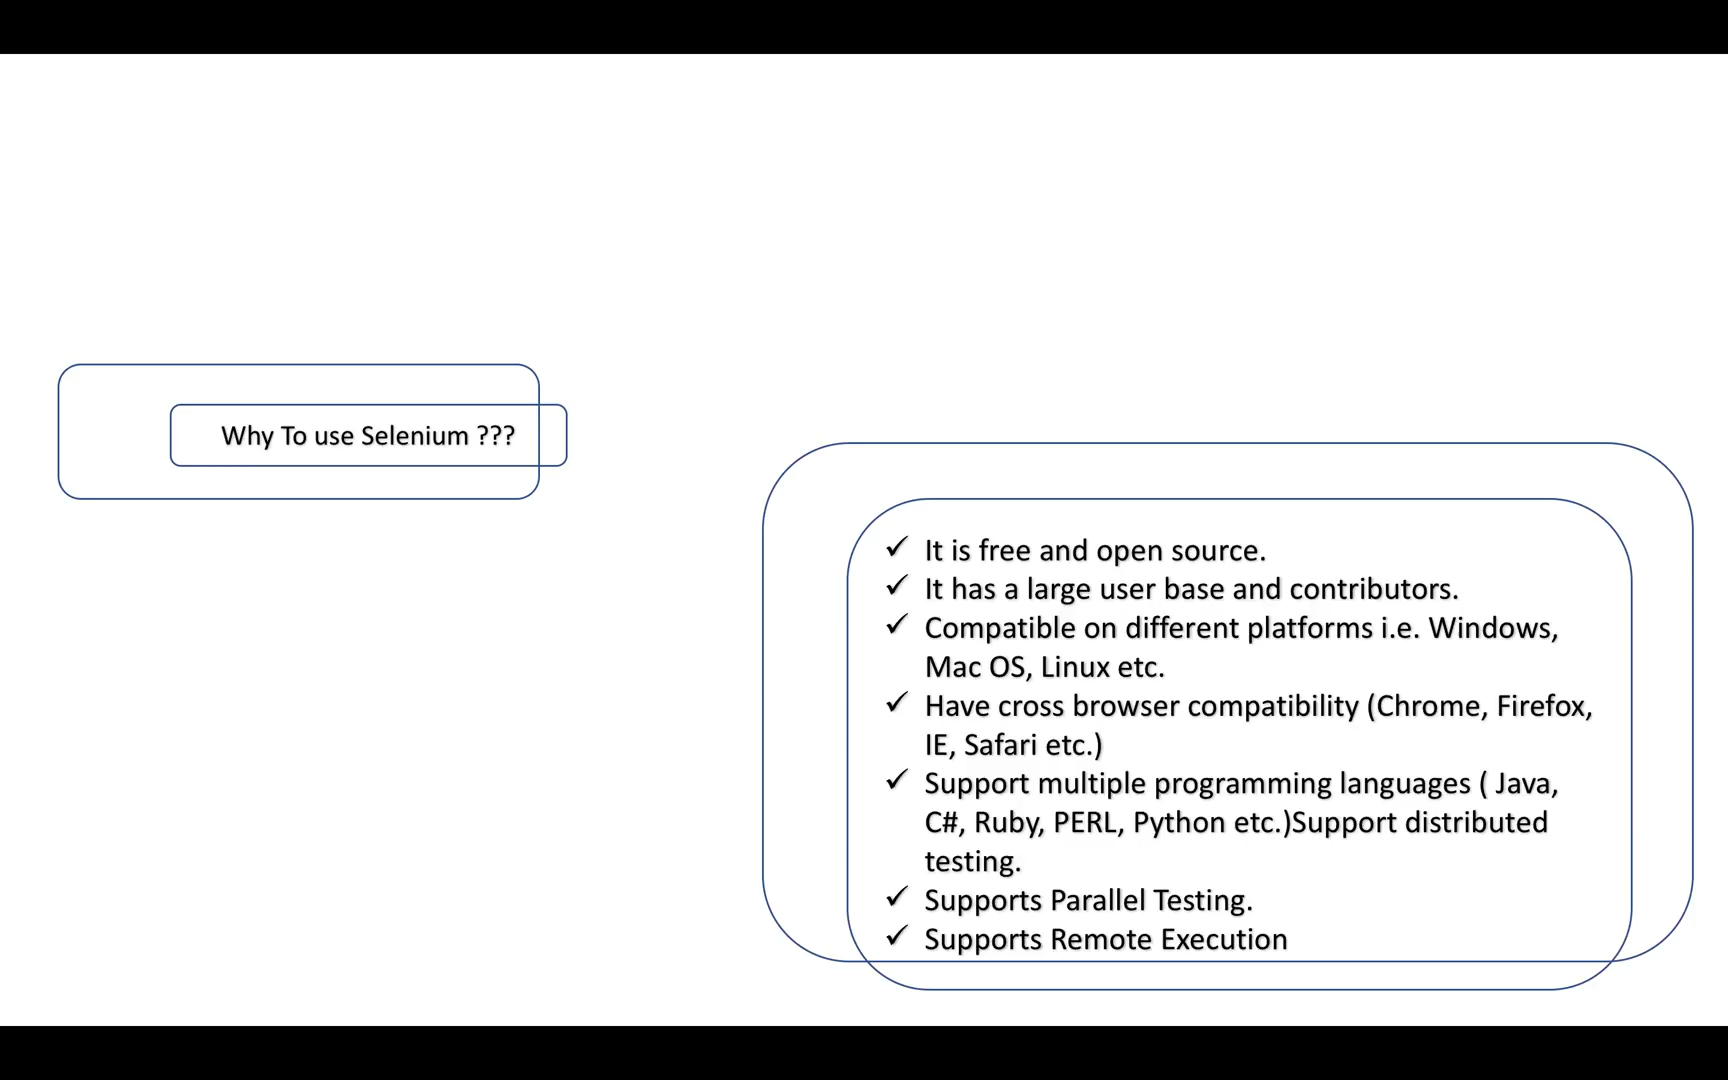 Why To use Selenium ???
✓ It is free and open source.
✓ It has a large user base and contributors.
✓ Compatible on different platforms i.e. Windows,
Mac OS, Linux etc.
✓ Have cross browser compatibility (Chrome, Firefox,
IE, Safari etc.)
✓ Support multiple programming languages ( Java,
C#, Ruby, PERL, Python etc.)Support distributed
testing.
✓ Supports Parallel Testing.
✓ Supports Remote Execution